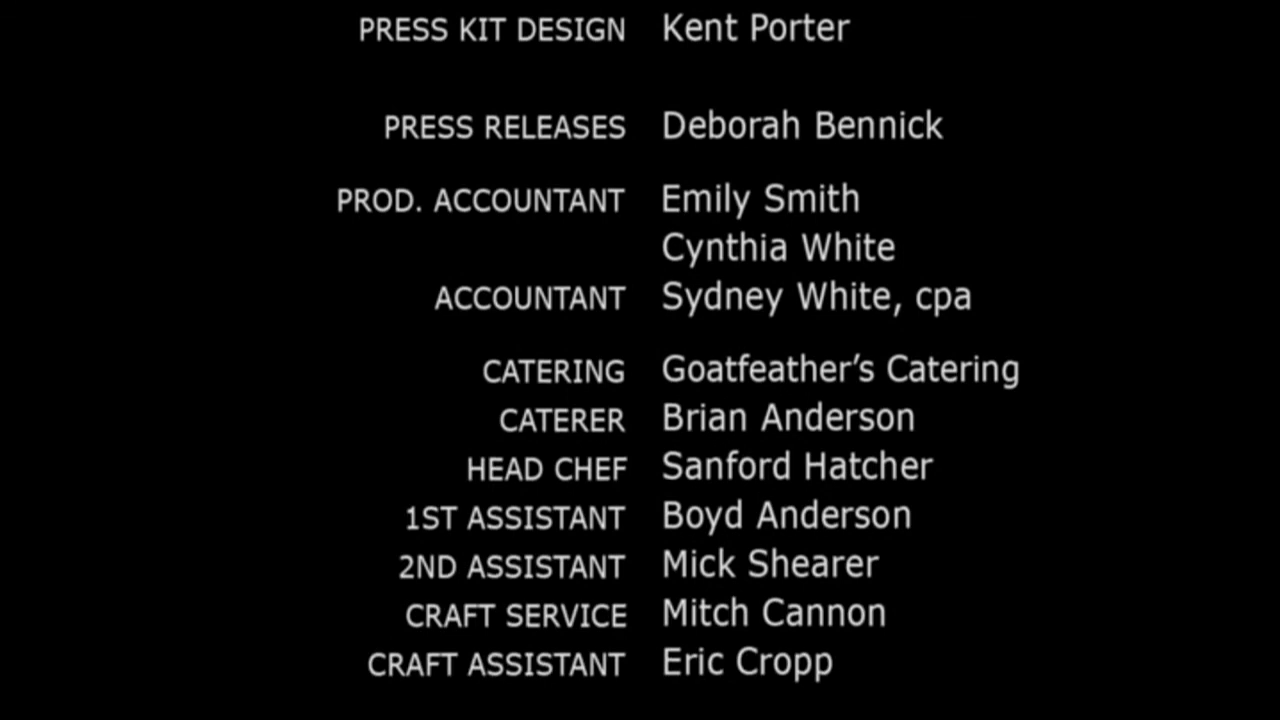 PRESS KIT DESIGN Kent Porter
PRESS RELEASES Deborah Bennick
PROD. ACCOUNTANT Emily Smith
Cynthia White
ACCOUNTANT Sydney White, cpa
CATERING Goatfeather’s Catering
CATERER Brian Anderson
HEAD CHEF Sanford Hatcher
1ST ASSISTANT Boyd Anderson
2ND ASSISTANT Mick Shearer
CRAFT SERVICE Mitch Cannon
CRAFT ASSISTANT Eric Cropp